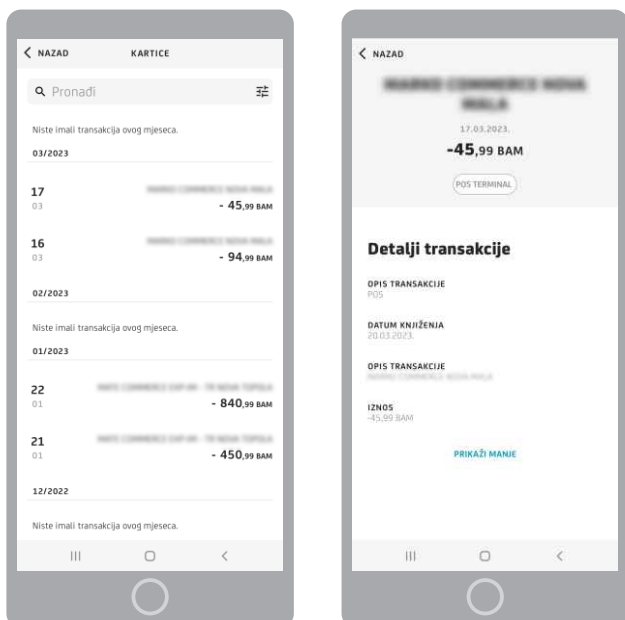 NAZAD KARTICE
Pronađi
Niste imali transakcija ovog mjeseca.
03/2023
17
03
- 45,99 BAM
16
03
- 94,99 BAM
02/2023
Niste imali transakcija ovog mjeseca.
01/2023
22
01
- 840,99 BAM
21
01
- 450,99 BAM
12/2022
Niste imali transakcija ovog mjeseca.
NAZAD
17.03.2023.
-45,99 BAM
POS TERMINAL
Detalji transakcije
OPIS TRANSAKCIJE
POS
DATUM KNJIŽENJA
20.03.2023.
OPIS TRANSAKCIJE
IZNOS
-45,99 BAM
PRIKAŽI MANJE